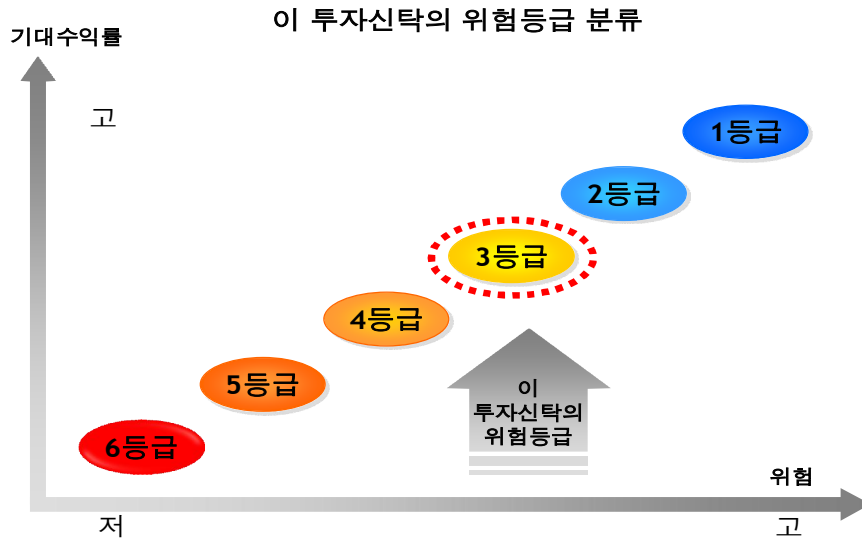 이 투자신탁의 위험등급 분류
기대수익률
고
1등급
2등급
3등급
4등급
5등급
6등급
이
투자신탁의
위험등급
위험
저
고